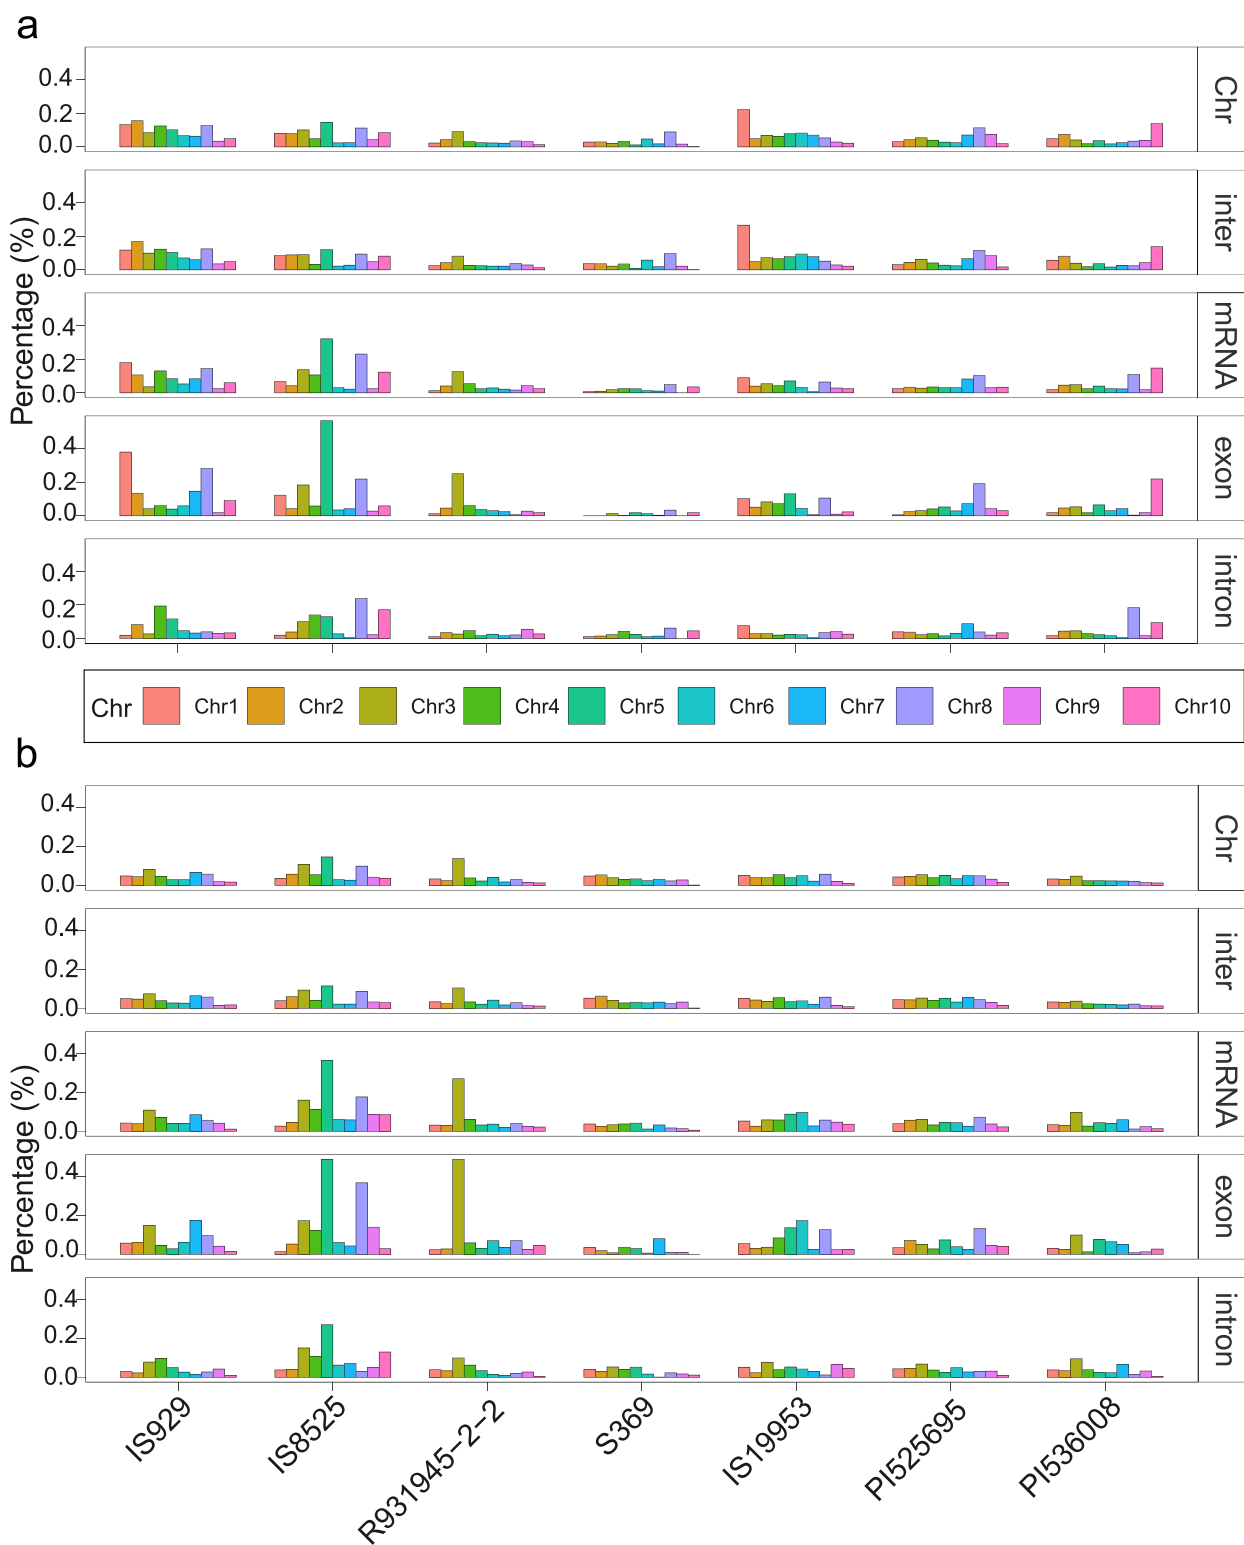 a
0.4
0.2
0.0
Chr
0.4
0.2
0.0
inter
0.4
0.2
0.0
mRNA
0.4
0.2
0.0
exon
0.4
0.2
0.0
intron
Percentage (%)
Chr Chr1 Chr2 Chr3 Chr4 Chr5 Chr6 Chr7 Chr8 Chr9 Chr10
b
0.4
0.2
0.0
Chr
0.4
0.2
0.0
inter
0.4
0.2
0.0
mRNA
0.4
0.2
0.0
exon
0.4
0.2
0.0
intron
Percentage (%)
IS929
IS8525
R931945-2-2
S369
IS19953
PI525695
PI536008